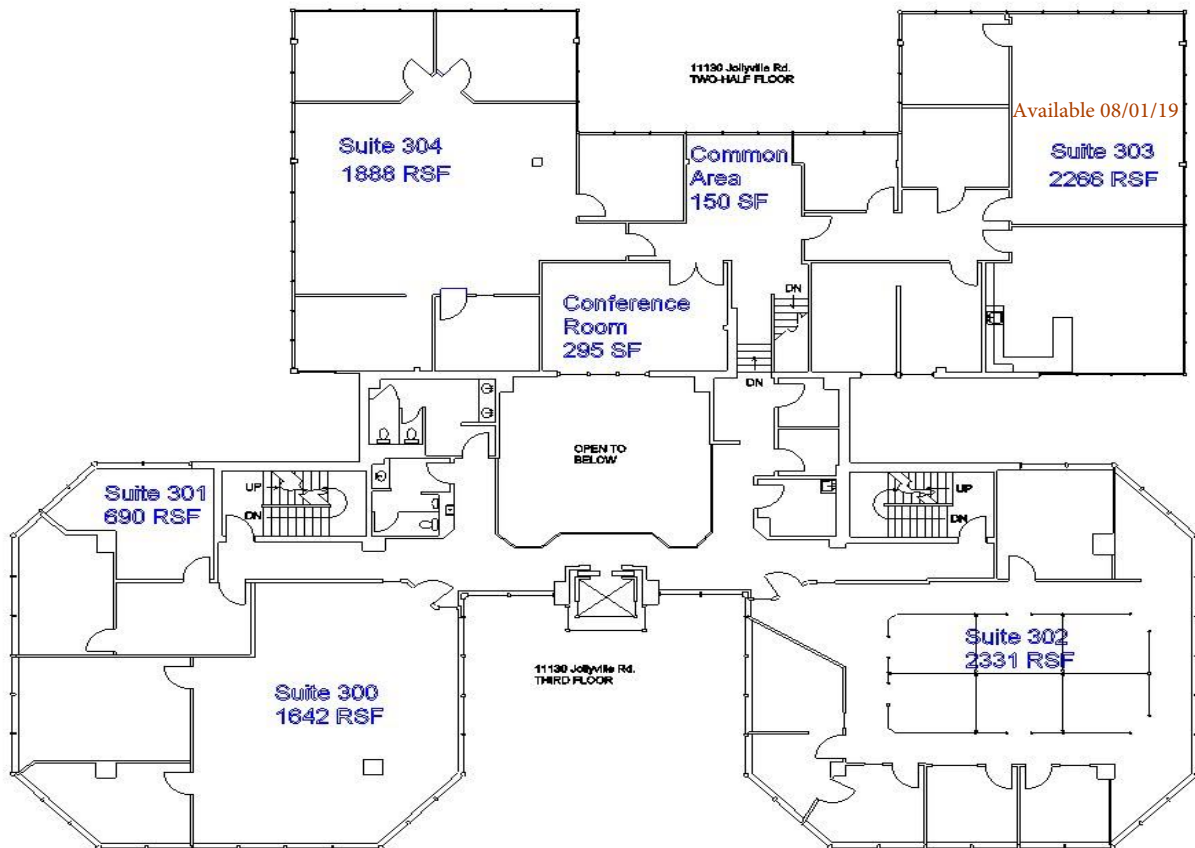 11130 Jollyville Rd.
TWO-HALF FLOOR
Available 08/01/19
Suite 304
1888 RSF
Common
Area
150 SF
Suite 303
2266 RSF
Conference
Room
295 SF
DN
DN
OPEN TO
BELOW
Suite 301
690 RSF
UP
DN
UP
DN
Suite 302
2331 RSF
11130 Jollyville Rd.
THIRD FLOOR
Suite 300
1642 RSF